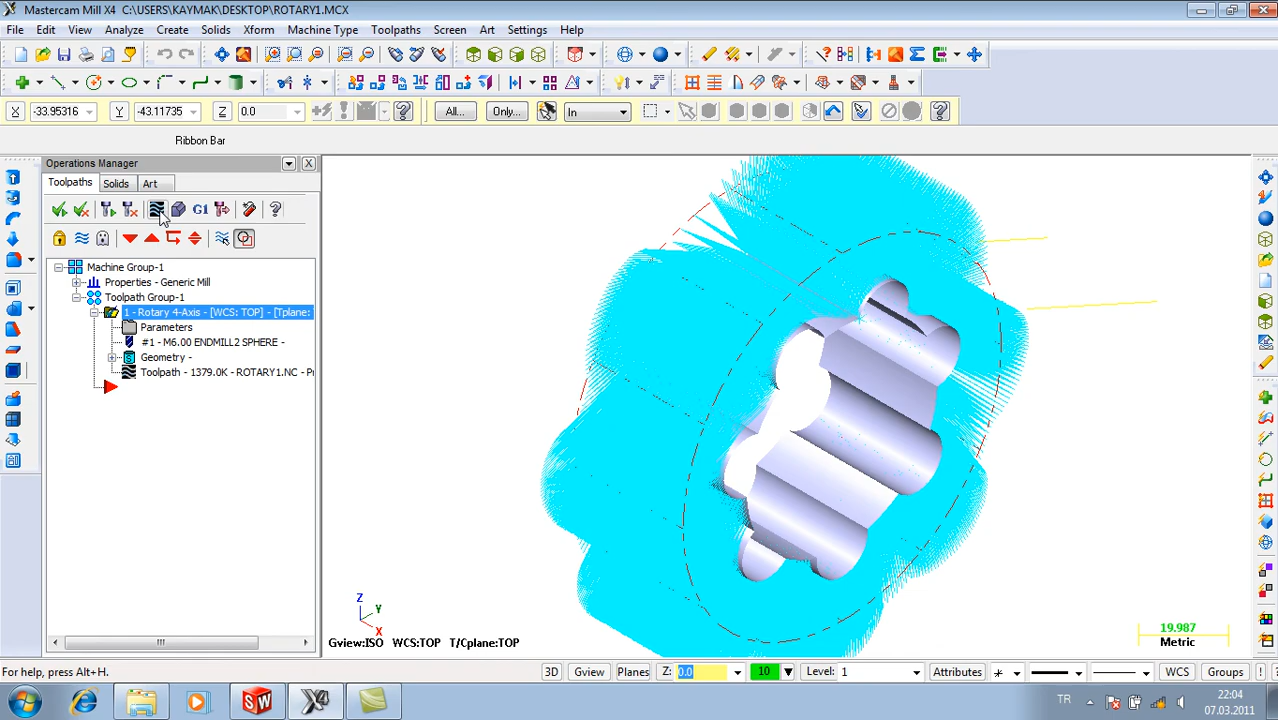 Mastercam Mill X4 C:\USERS\KAYMAK\DESKTOP\ROTARY1.MCX
File Edit View Analyze Create Solids Xform Machine Type Toolpaths Screen Art Settings Help
X -33.95316 Y -43.11735 Z 0.0 All... Only... In
Ribbon Bar
Operations Manager
Toolpaths Solids Art
G1
Machine Group-1
Properties - Generic Mill
Toolpath Group-1
1 - Rotary 4-Axis - [WCS: TOP] - [Tplane:
Parameters
#1 - M6.00 ENDMILL2 SPHERE -
Geometry -
Toolpath - 1379.0K - ROTARY1.NC - P
Z
Y
X
Gview:ISO WCS:TOP T/Cplane:TOP
19.987
Metric
For help, press Alt+H.
3D Gview Planes Z: 0.0 10 Level: 1 Attributes WCS Groups
X4 TR 22:04
07.03.2011